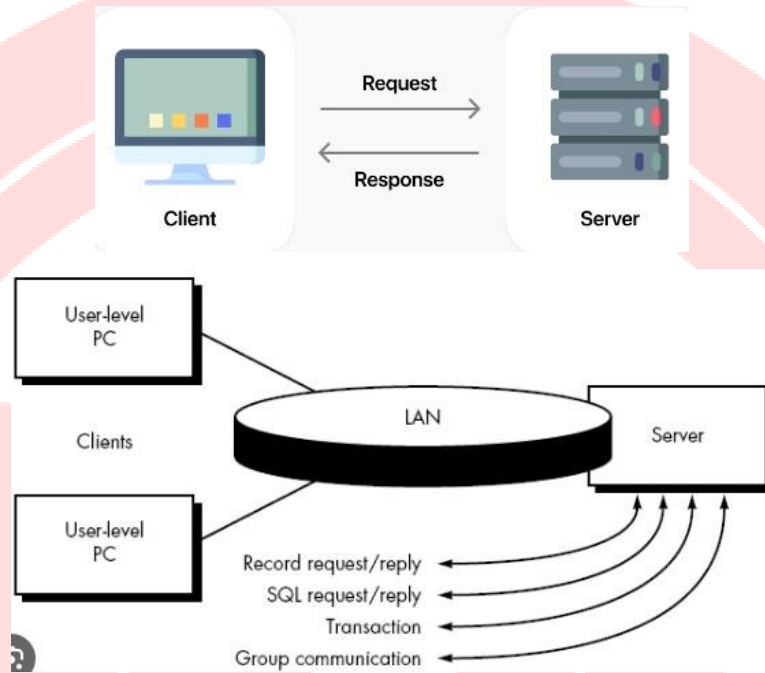 Request
Response
Client
Server
User-level
PC
LAN
Server
Clients
User-level
PC
Record request/reply
SQL request/reply
Transaction
Group communication